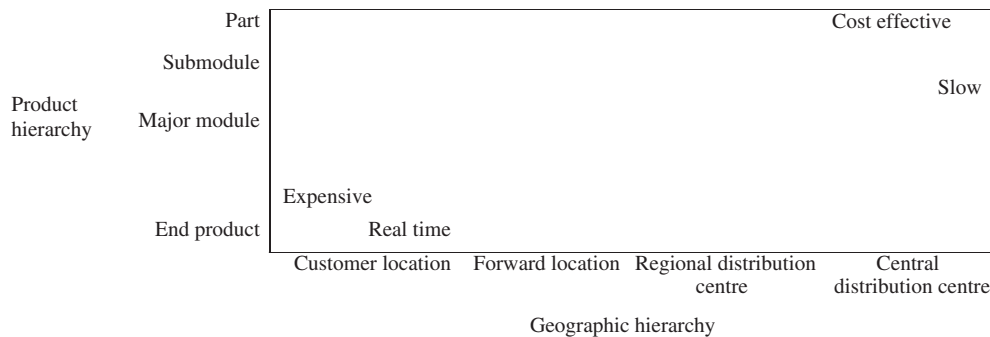 Part
Cost effective
Submodule
Slow
Product
hierarchy
Major module
Expensive
End product
Real time
Customer location
Forward location
Regional distribution
centre
Central
distribution centre
Geographic hierarchy